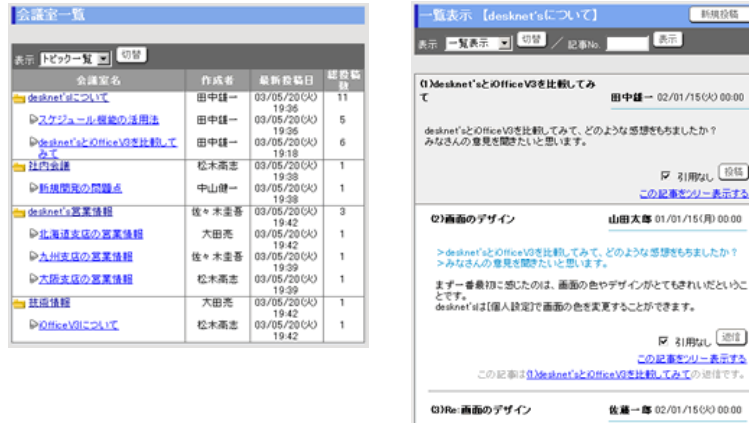 会議室一覧
表示 トピック一覧 切替
会議室名 作成者 最新投稿日 総投稿数
desknet'sについて 田中雄一 03/05/20(火) 19:36 11
スケジュール機能の活用法 田中雄一 03/05/20(火) 19:36 5
desknet'sとiOfficeV3を比較してみて 田中雄一 03/05/20(火) 19:18 6
社内会議 松木高志 03/05/20(火) 19:38 1
新規開発の問題点 中山健一 03/05/20(火) 19:38 1
desknet's営業情報 佐々木圭吾 03/05/20(火) 19:42 3
北海道支店の営業情報 大田亮 03/05/20(火) 19:42 1
九州支店の営業情報 佐々木圭吾 03/05/20(火) 19:39 1
大阪支店の営業情報 松木高志 03/05/20(火) 19:39 1
技術情報 大田亮 03/05/20(火) 19:42 1
iOfficeV3について 松木高志 03/05/20(火) 19:42 1
一覧表示 【desknet'sについて】 新規投稿
表示 一覧表示 切替 / 記事No. 表示
(1)desknet'sとiOfficeV3を比較してみ
て 田中雄一 02/01/15(火) 00:00
desknet'sとiOfficeV3を比較してみて、どのような感想をもちましたか？
みなさんの意見を聞きたいと思います。
引用なし 投稿
この記事をツリー表示する
(2)画面のデザイン 山田太郎 01/01/15(月) 00:00
>desknet'sとiOfficeV3を比較してみて、どのような感想をもちましたか？
>みなさんの意見を聞きたいと思います。
まず一番最初に感じたのは、画面の色やデザインがとてもきれいだというこ
とです。
desknet'sは[個人設定]で画面の色を変更することができます。
引用なし 返信
この記事をツリー表示する
この記事は(1)desknet'sとiOfficeV3を比較してみての返信です。
(3)Re:画面のデザイン 佐藤一郎 02/01/15(火) 00:00